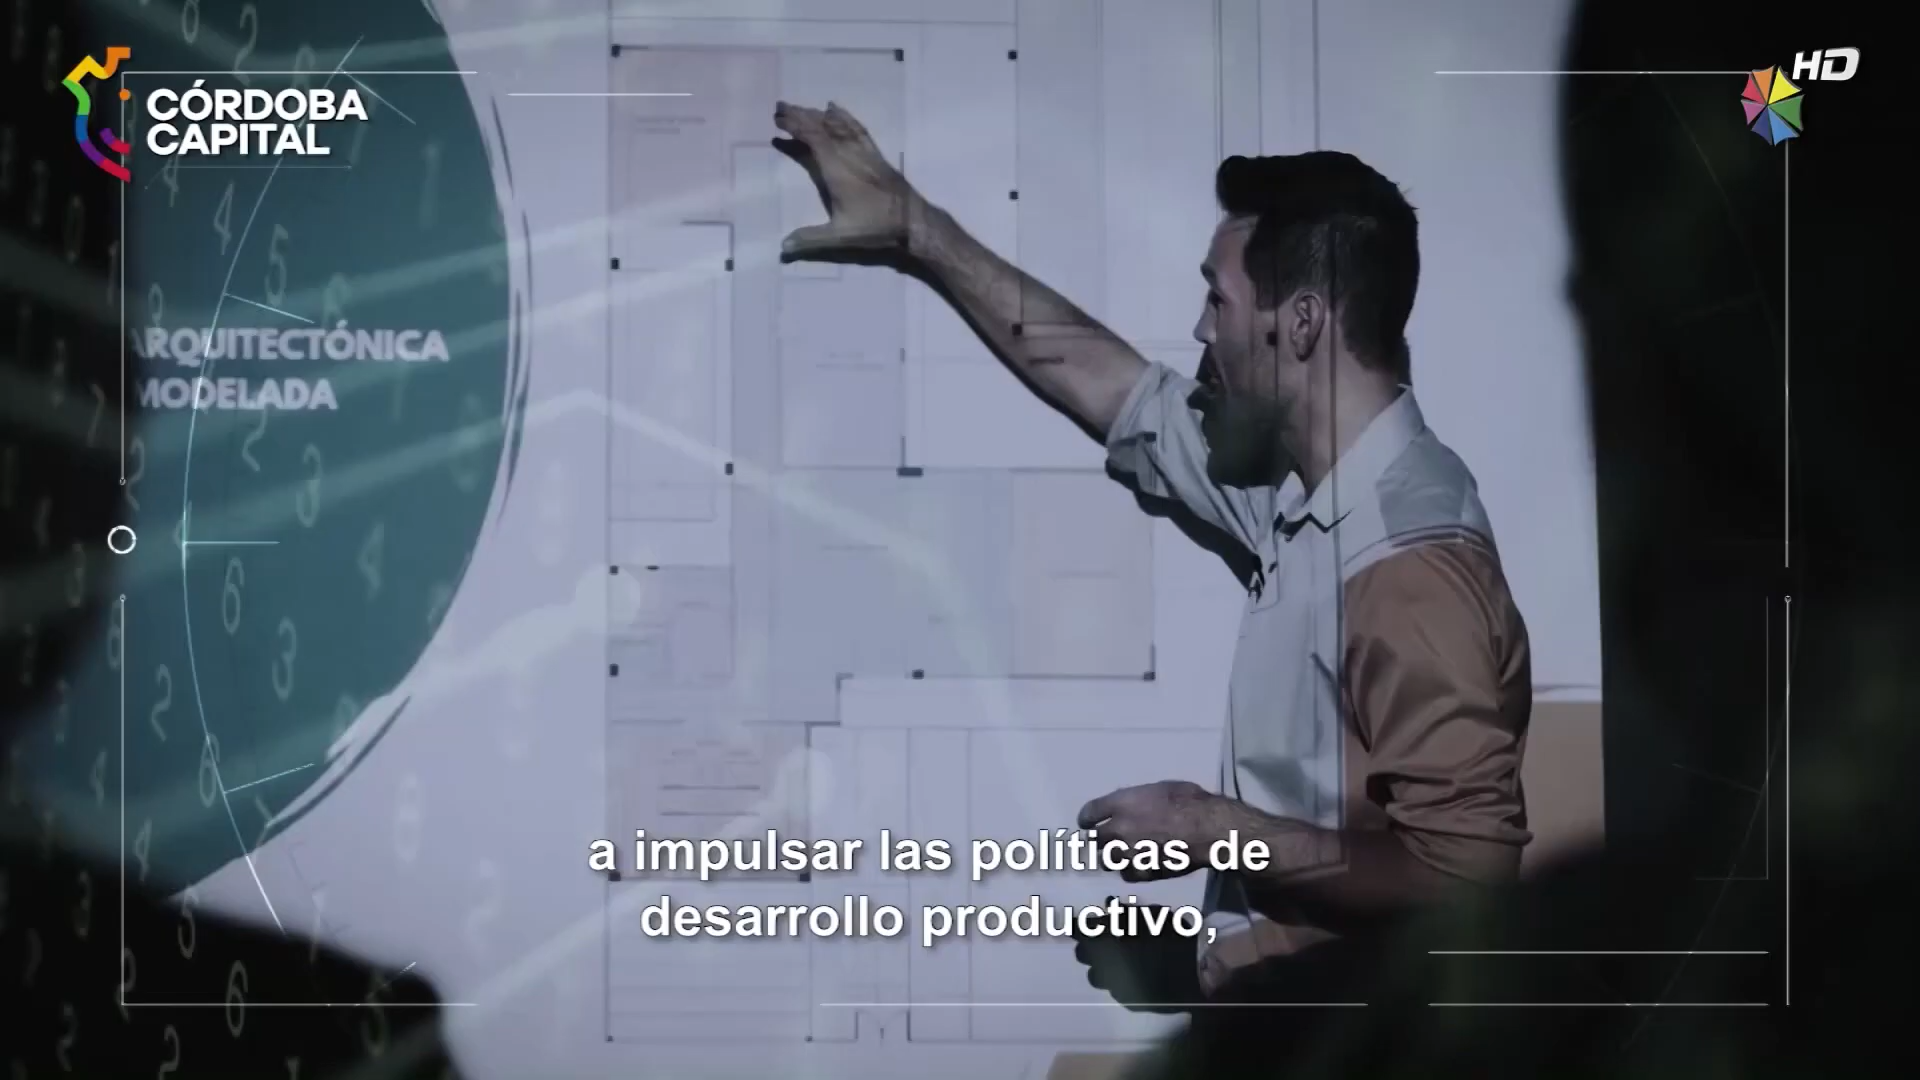 CÓRDOBA
CAPITAL
HD
ARQUITECTÓNICA
MODELADA
a impulsar las políticas de
desarrollo productivo,